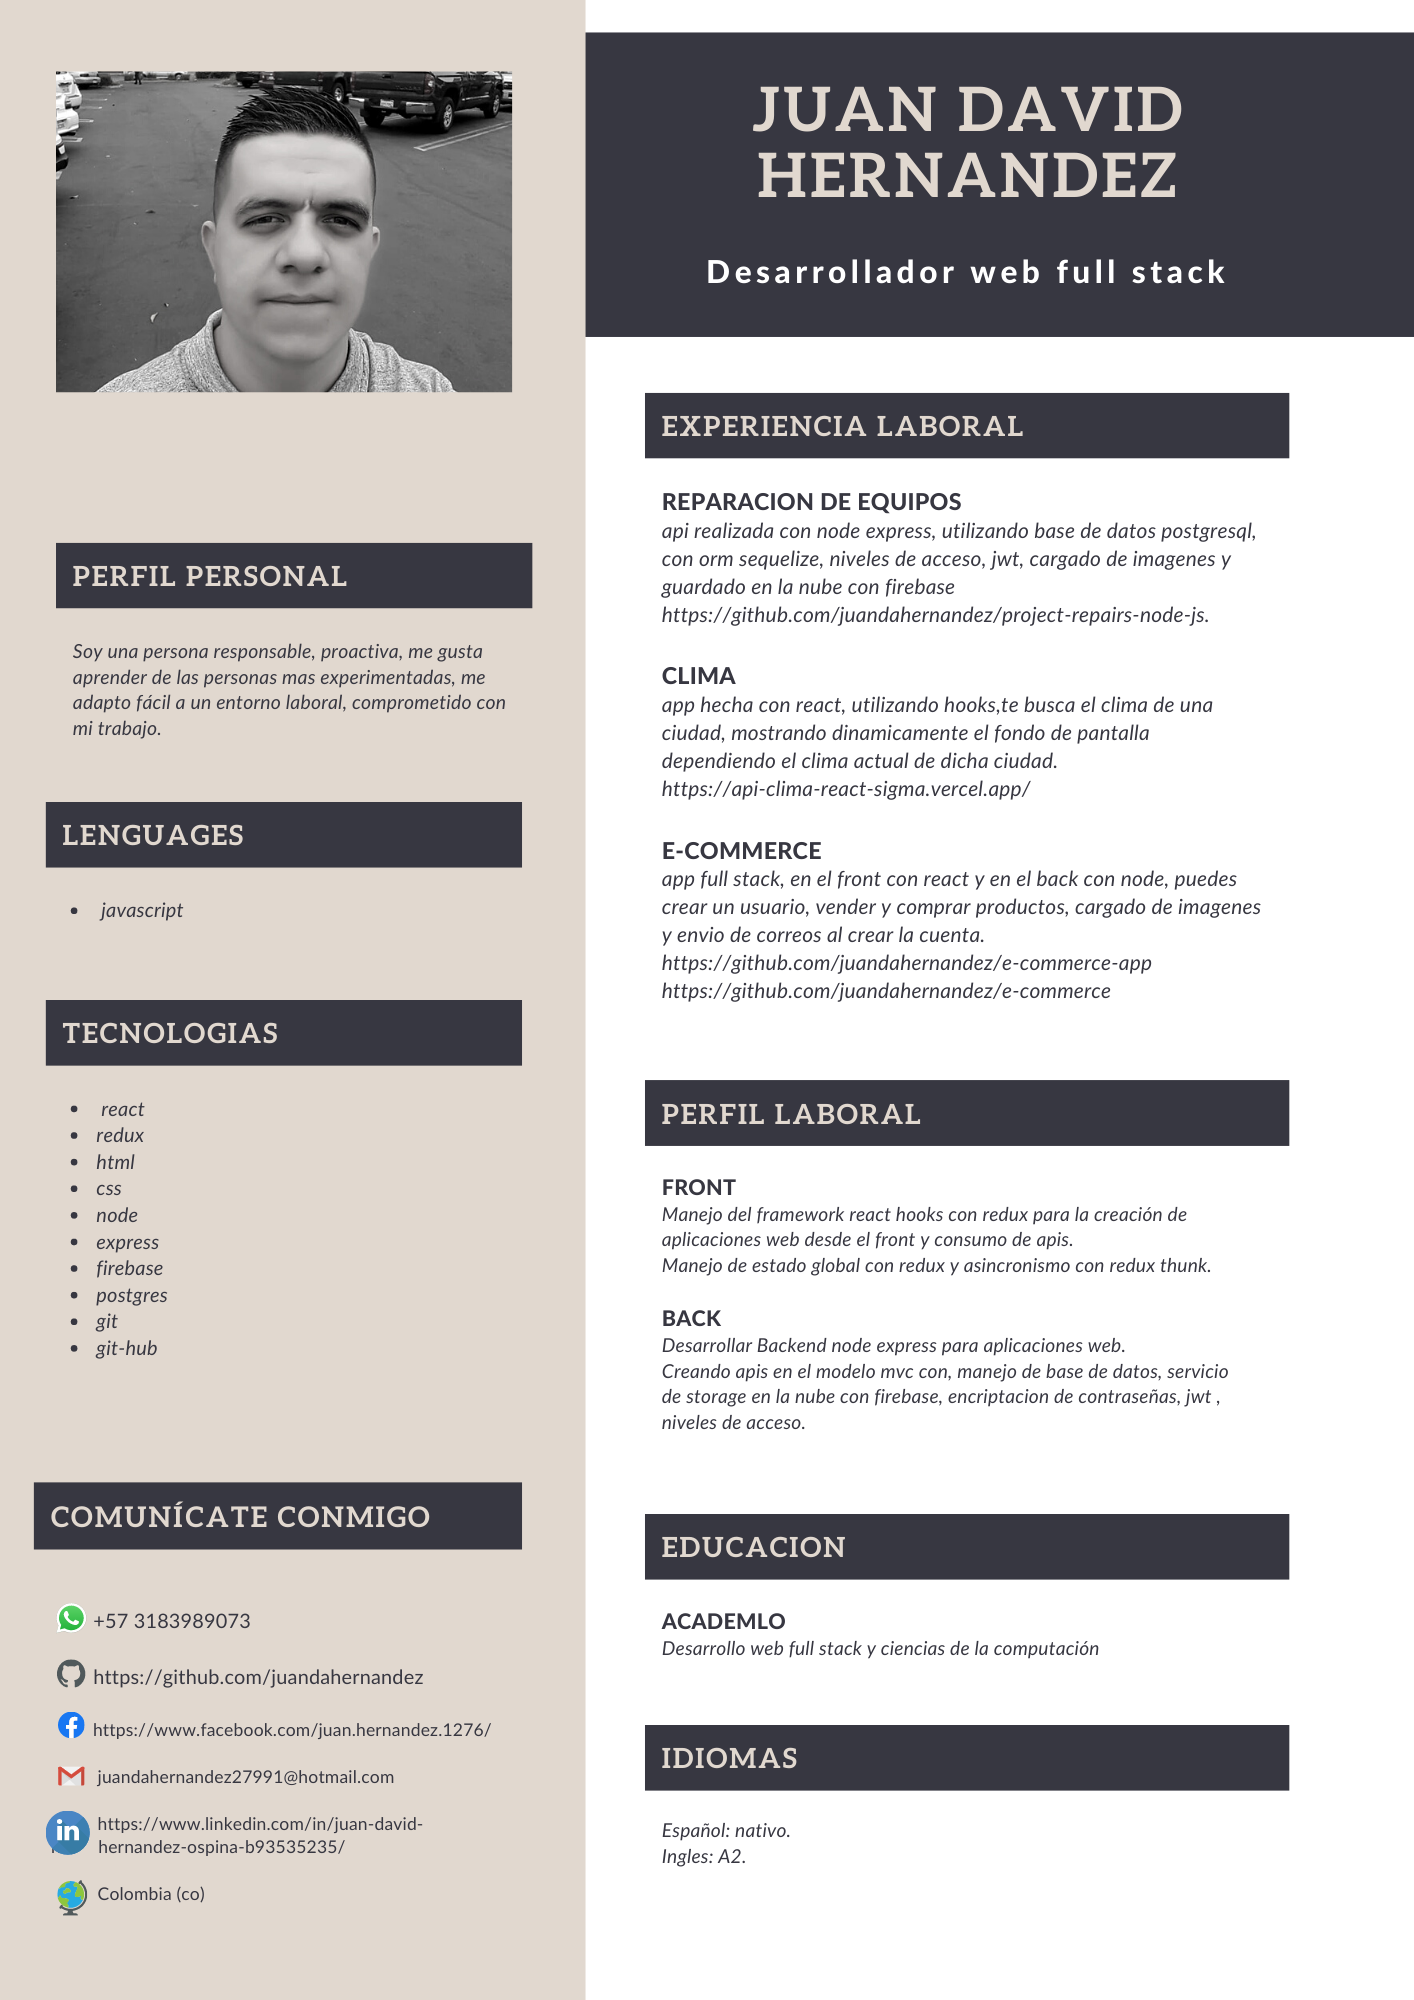 JUAN DAVID
HERNANDEZ
Desarrollador web full stack
PERFIL PERSONAL
Soy una persona responsable, proactiva, me gusta
aprender de las personas mas experimentadas, me
adapto fácil a un entorno laboral, comprometido con
mi trabajo.
LENGUAGES
• javascript
TECNOLOGIAS
• react
• redux
• html
• css
• node
• express
• firebase
• postgres
• git
• git-hub
COMUNÍCATE CONMIGO
+57 3183989073
https://github.com/juandahernandez
https://www.facebook.com/juan.hernandez.1276/
juandahernandez27991@hotmail.com
in
https://www.linkedin.com/in/juan-david-
hernandez-ospina-b93535235/
Colombia (co)
EXPERIENCIA LABORAL
REPARACION DE EQUIPOS
api realizada con node express, utilizando base de datos postgresql,
con orm sequelize, niveles de acceso, jwt, cargado de imagenes y
guardado en la nube con firebase
https://github.com/juandahernandez/project-repairs-node-js.
CLIMA
app hecha con react, utilizando hooks,te busca el clima de una
ciudad, mostrando dinamicamente el fondo de pantalla
dependiendo el clima actual de dicha ciudad.
https://api-clima-react-sigma.vercel.app/
E-COMMERCE
app full stack, en el front con react y en el back con node, puedes
crear un usuario, vender y comprar productos, cargado de imagenes
y envio de correos al crear la cuenta.
https://github.com/juandahernandez/e-commerce-app
https://github.com/juandahernandez/e-commerce
PERFIL LABORAL
FRONT
Manejo del framework react hooks con redux para la creación de
aplicaciones web desde el front y consumo de apis.
Manejo de estado global con redux y asincronismo con redux thunk.
BACK
Desarrollar Backend node express para aplicaciones web.
Creando apis en el modelo mvc con, manejo de base de datos, servicio
de storage en la nube con firebase, encriptacion de contraseñas, jwt ,
niveles de acceso.
EDUCACION
ACADEMLO
Desarrollo web full stack y ciencias de la computación
IDIOMAS
Español: nativo.
Ingles: A2.